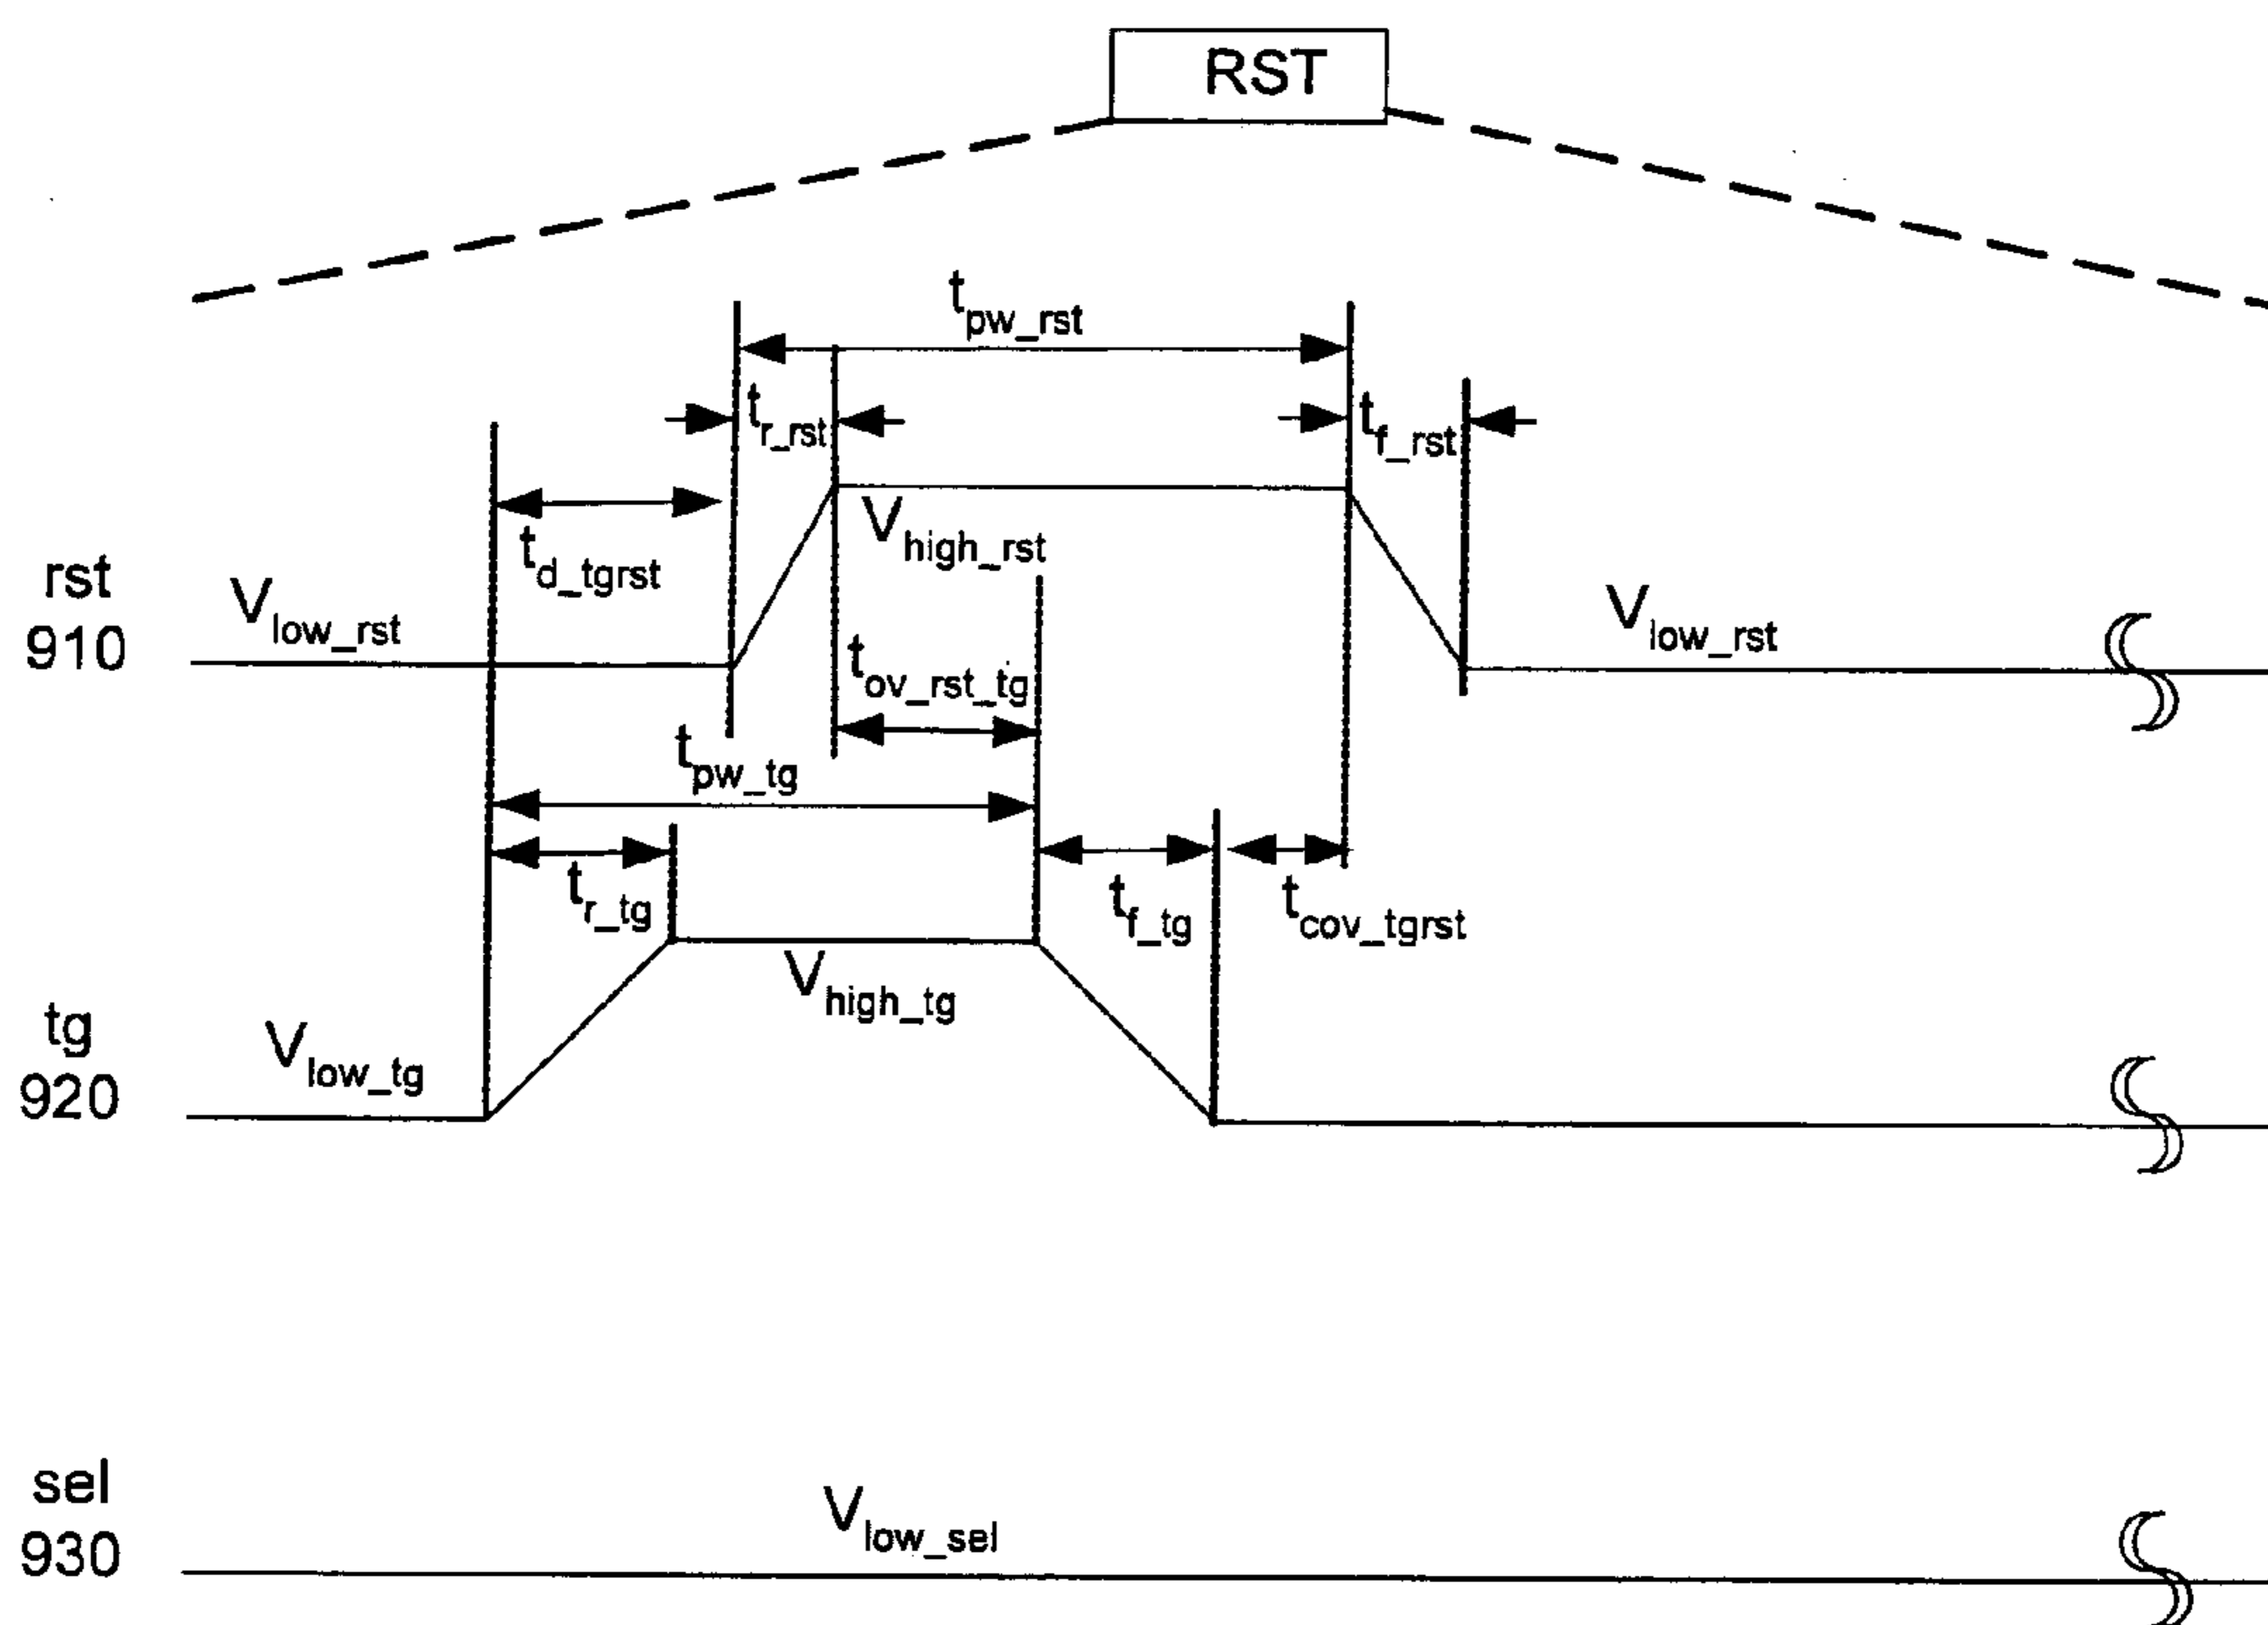 RST
t_pw_rst
t_r_rst
t_f_rst
t_d_tgrst
V_high_rst
rst
910
V_low_rst
V_low_rst
t_ov_rst_tg
t_pw_tg
t_r_tg
t_f_tg
t_cov_tgrst
V_high_tg
tg
920
V_low_tg
sel
930
V_low_sel